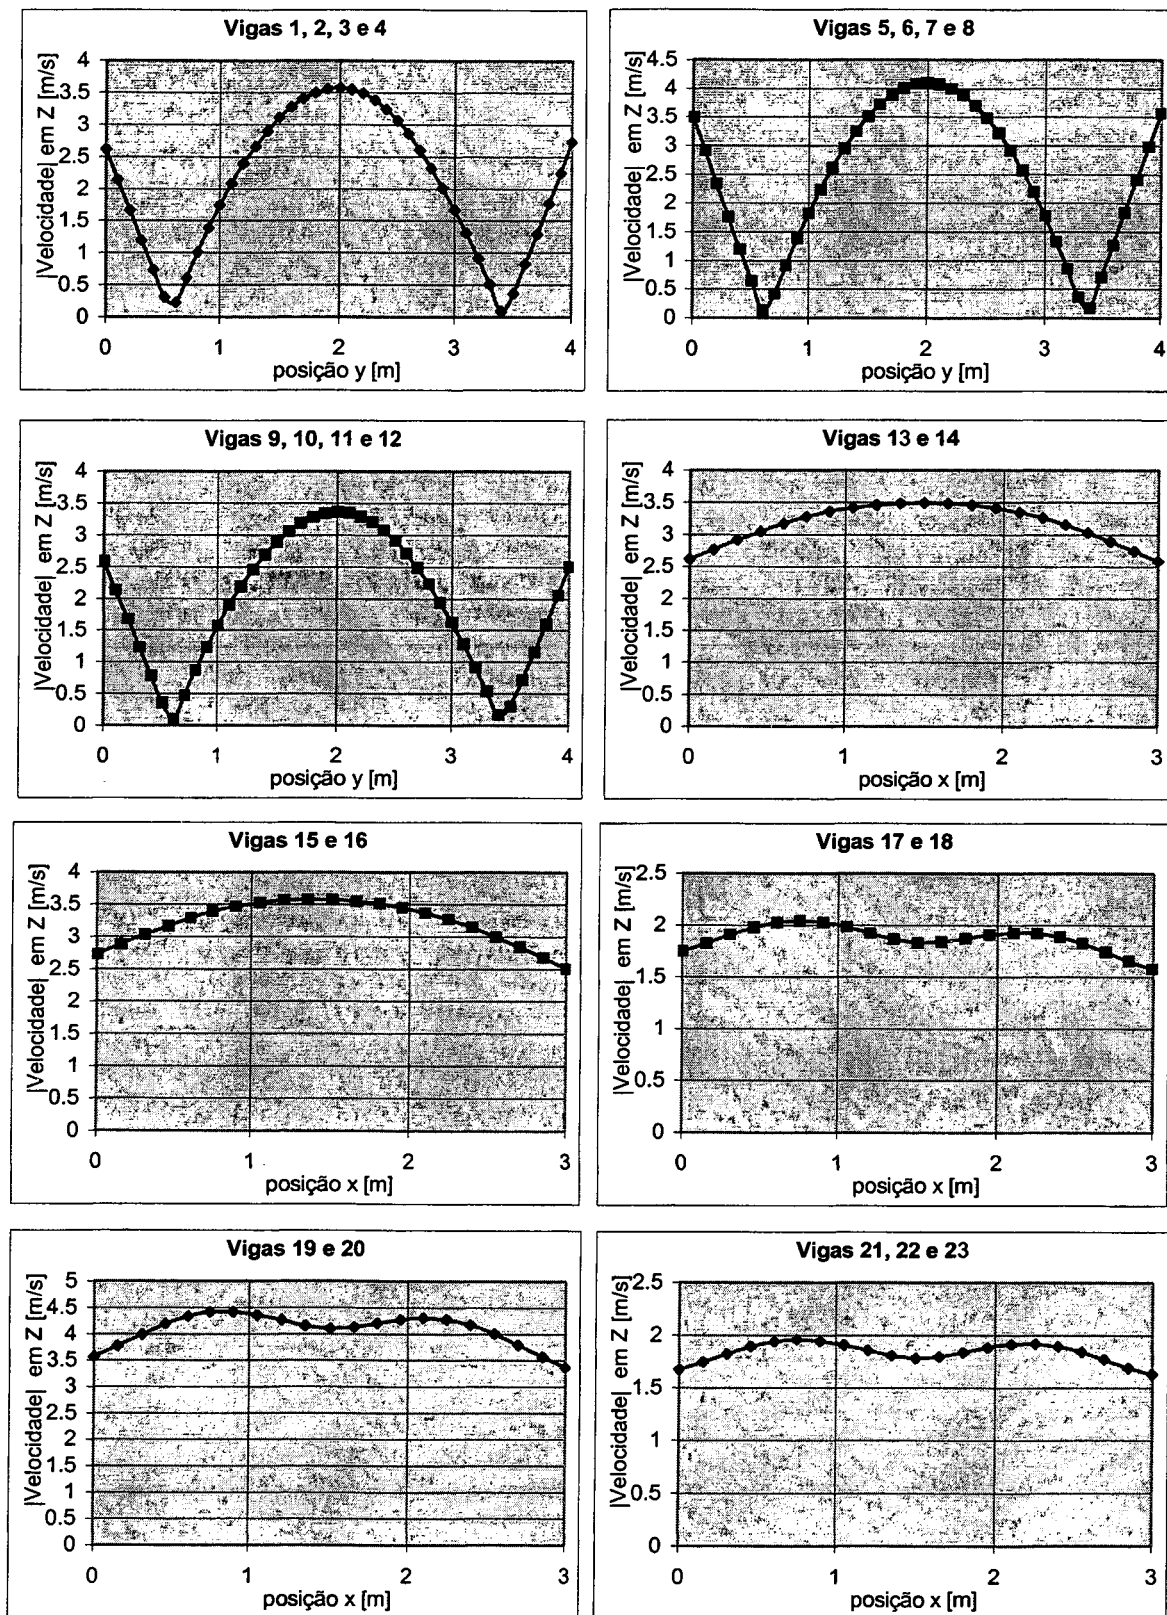 Vigas 1, 2, 3 e 4
|Velocidade| em Z [m/s]
4
3.5
3
2.5
2
1.5
1
0.5
0
0 1 2 3 4
posição y [m]
Vigas 5, 6, 7 e 8
|Velocidade| em Z [m/s]
4.5
4
3.5
3
2.5
2
1.5
1
0.5
0
0 1 2 3 4
posição y [m]
Vigas 9, 10, 11 e 12
|Velocidade| em Z [m/s]
4
3.5
3
2.5
2
1.5
1
0.5
0
0 1 2 3 4
posição y [m]
Vigas 13 e 14
|Velocidade| em Z [m/s]
4
3.5
3
2.5
2
1.5
1
0.5
0
0 1 2 3
posição x [m]
Vigas 15 e 16
|Velocidade| em Z [m/s]
4
3.5
3
2.5
2
1.5
1
0.5
0
0 1 2 3
posição x [m]
Vigas 17 e 18
|Velocidade| em Z [m/s]
2.5
2
1.5
1
0.5
0
0 1 2 3
posição x [m]
Vigas 19 e 20
|Velocidade| em Z [m/s]
5
4.5
4
3.5
3
4.5
2
1.5
1
0.5
0
0 1 2 3
posição x [m]
Vigas 21, 22 e 23
|Velocidade| em Z [m/s]
2.5
2
1.5
1
0.5
0
0 1 2 3
posição x [m]